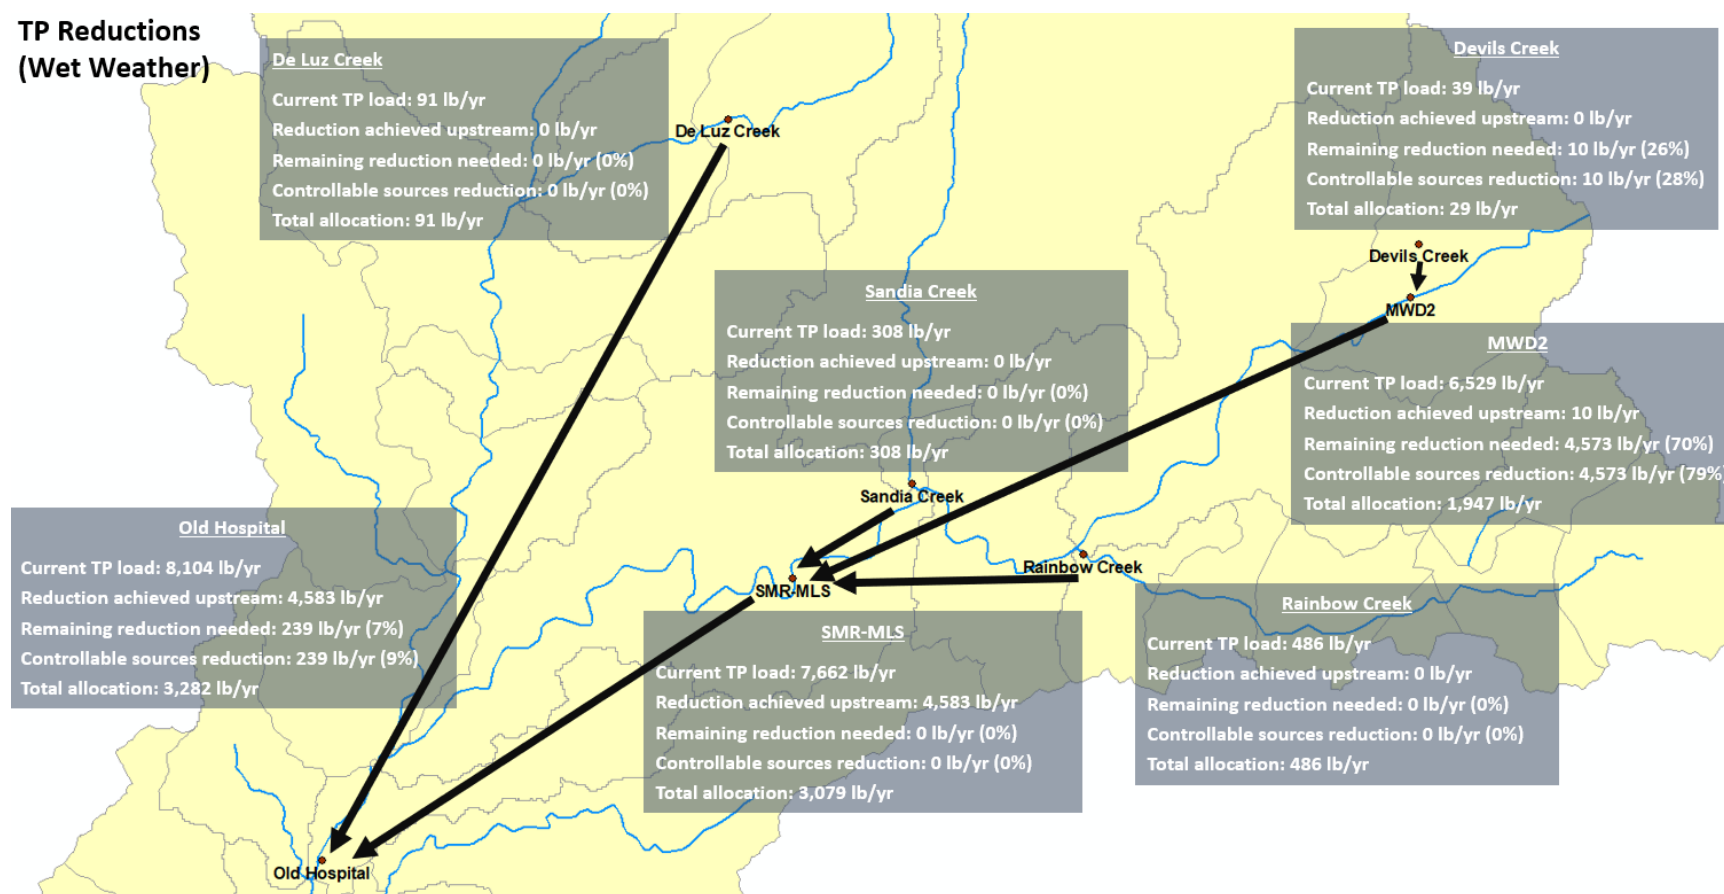 TP Reductions
(Wet Weather)
De Luz Creek
Current TP load: 91 lb/yr
Reduction achieved upstream: 0 lb/yr
Remaining reduction needed: 0 lb/yr (0%)
Controllable sources reduction: 0 lb/yr (0%)
Total allocation: 91 lb/yr
De Luz Creek
Devils Creek
Current TP load: 39 lb/yr
Reduction achieved upstream: 0 lb/yr
Remaining reduction needed: 10 lb/yr (26%)
Controllable sources reduction: 10 lb/yr (28%)
Total allocation: 29 lb/yr
Devils Creek
MWD2
Sandia Creek
Current TP load: 308 lb/yr
Reduction achieved upstream: 0 lb/yr
Remaining reduction needed: 0 lb/yr (0%)
Controllable sources reduction: 0 lb/yr (0%)
Total allocation: 308 lb/yr
Sandia Creek
MWD2
Current TP load: 6,529 lb/yr
Reduction achieved upstream: 10 lb/yr
Remaining reduction needed: 4,573 lb/yr (70%)
Controllable sources reduction: 4,573 lb/yr (79%)
Total allocation: 1,947 lb/yr
Old Hospital
Current TP load: 8,104 lb/yr
Reduction achieved upstream: 4,583 lb/yr
Remaining reduction needed: 239 lb/yr (7%)
Controllable sources reduction: 239 lb/yr (9%)
Total allocation: 3,282 lb/yr
Rainbow Creek
SMR-MLS
SMR-MLS
Current TP load: 7,662 lb/yr
Reduction achieved upstream: 4,583 lb/yr
Remaining reduction needed: 0 lb/yr (0%)
Controllable sources reduction: 0 lb/yr (0%)
Total allocation: 3,079 lb/yr
Rainbow Creek
Current TP load: 486 lb/yr
Reduction achieved upstream: 0 lb/yr
Remaining reduction needed: 0 lb/yr (0%)
Controllable sources reduction: 0 lb/yr (0%)
Total allocation: 486 lb/yr
Old Hospital